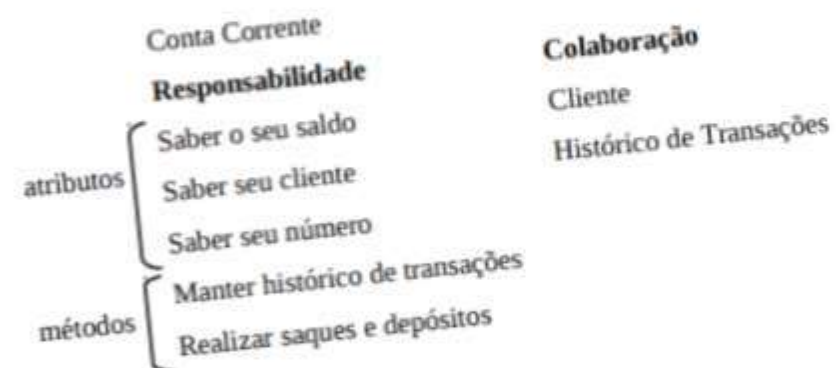 Conta Corrente
Responsabilidade
Colaboração
Saber o seu saldo
Cliente
atributos
Saber seu cliente
Histórico de Transações
Saber seu número
métodos
Manter histórico de transações
Realizar saques e depósitos